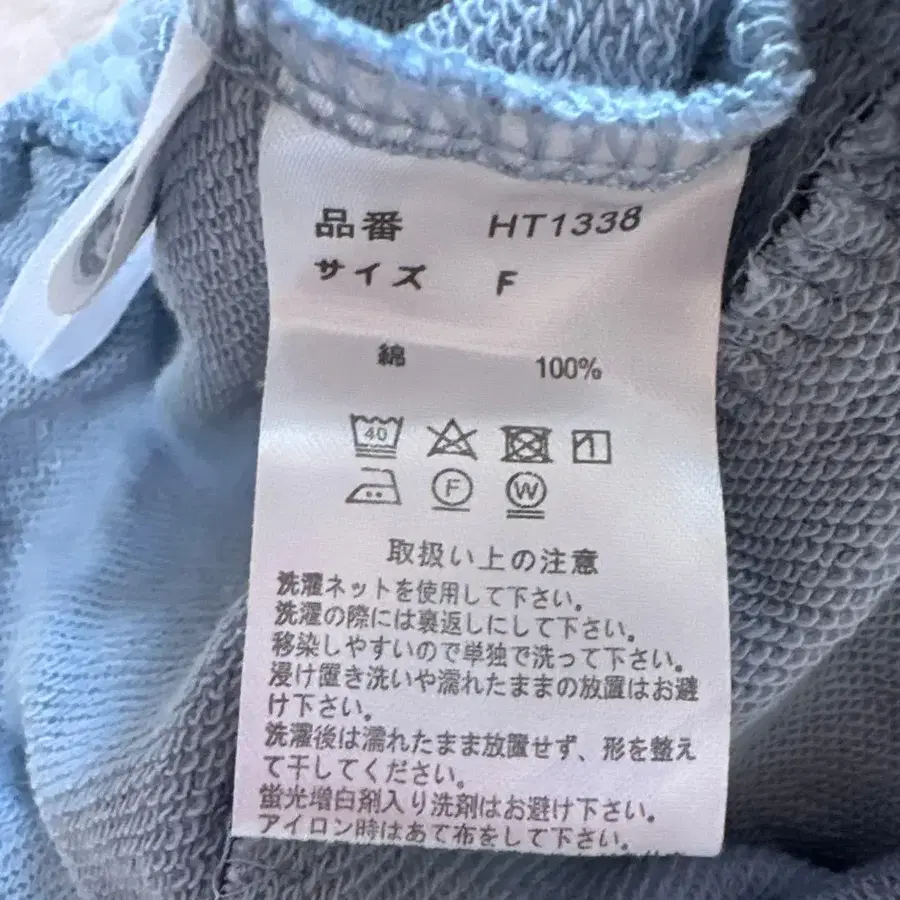 品番 HT1338
サイズ F
綿 100%
40
F W
取扱い上の注意
洗濯ネットを使用して下さい。
洗濯の際には裏返しにして下さい。
移染しやすいので単独で洗って下さい。
浸け置き洗いや濡れたままの放置はお避
け下さい。
洗濯後は濡れたまま放置せず、形を整え
て干してください。
蛍光増白剤入り洗剤はお避け下さい。
アイロン時はあて布をして下さい。